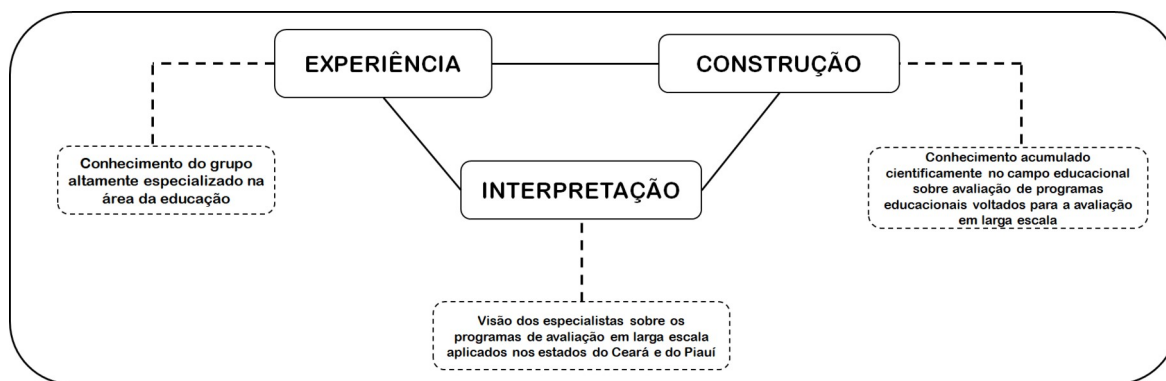 EXPERIÊNCIA
CONSTRUÇÃO
Conhecimento do grupo
altamente especializado na
área da educação
INTERPRETAÇÃO
Conhecimento acumulado
cientificamente no campo educacional
sobre avaliação de programas
educacionais voltados para a avaliação
em larga escala
Visão dos especialistas sobre os
programas de avaliação em larga escala
aplicados nos estados do Ceará e do Piauí